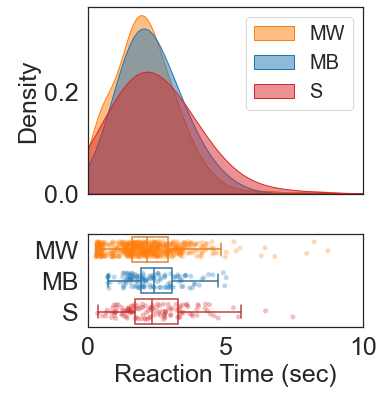 MW
MB
S
Density
0.2
0.0
MW
MB
S
0 5 10
Reaction Time (sec)